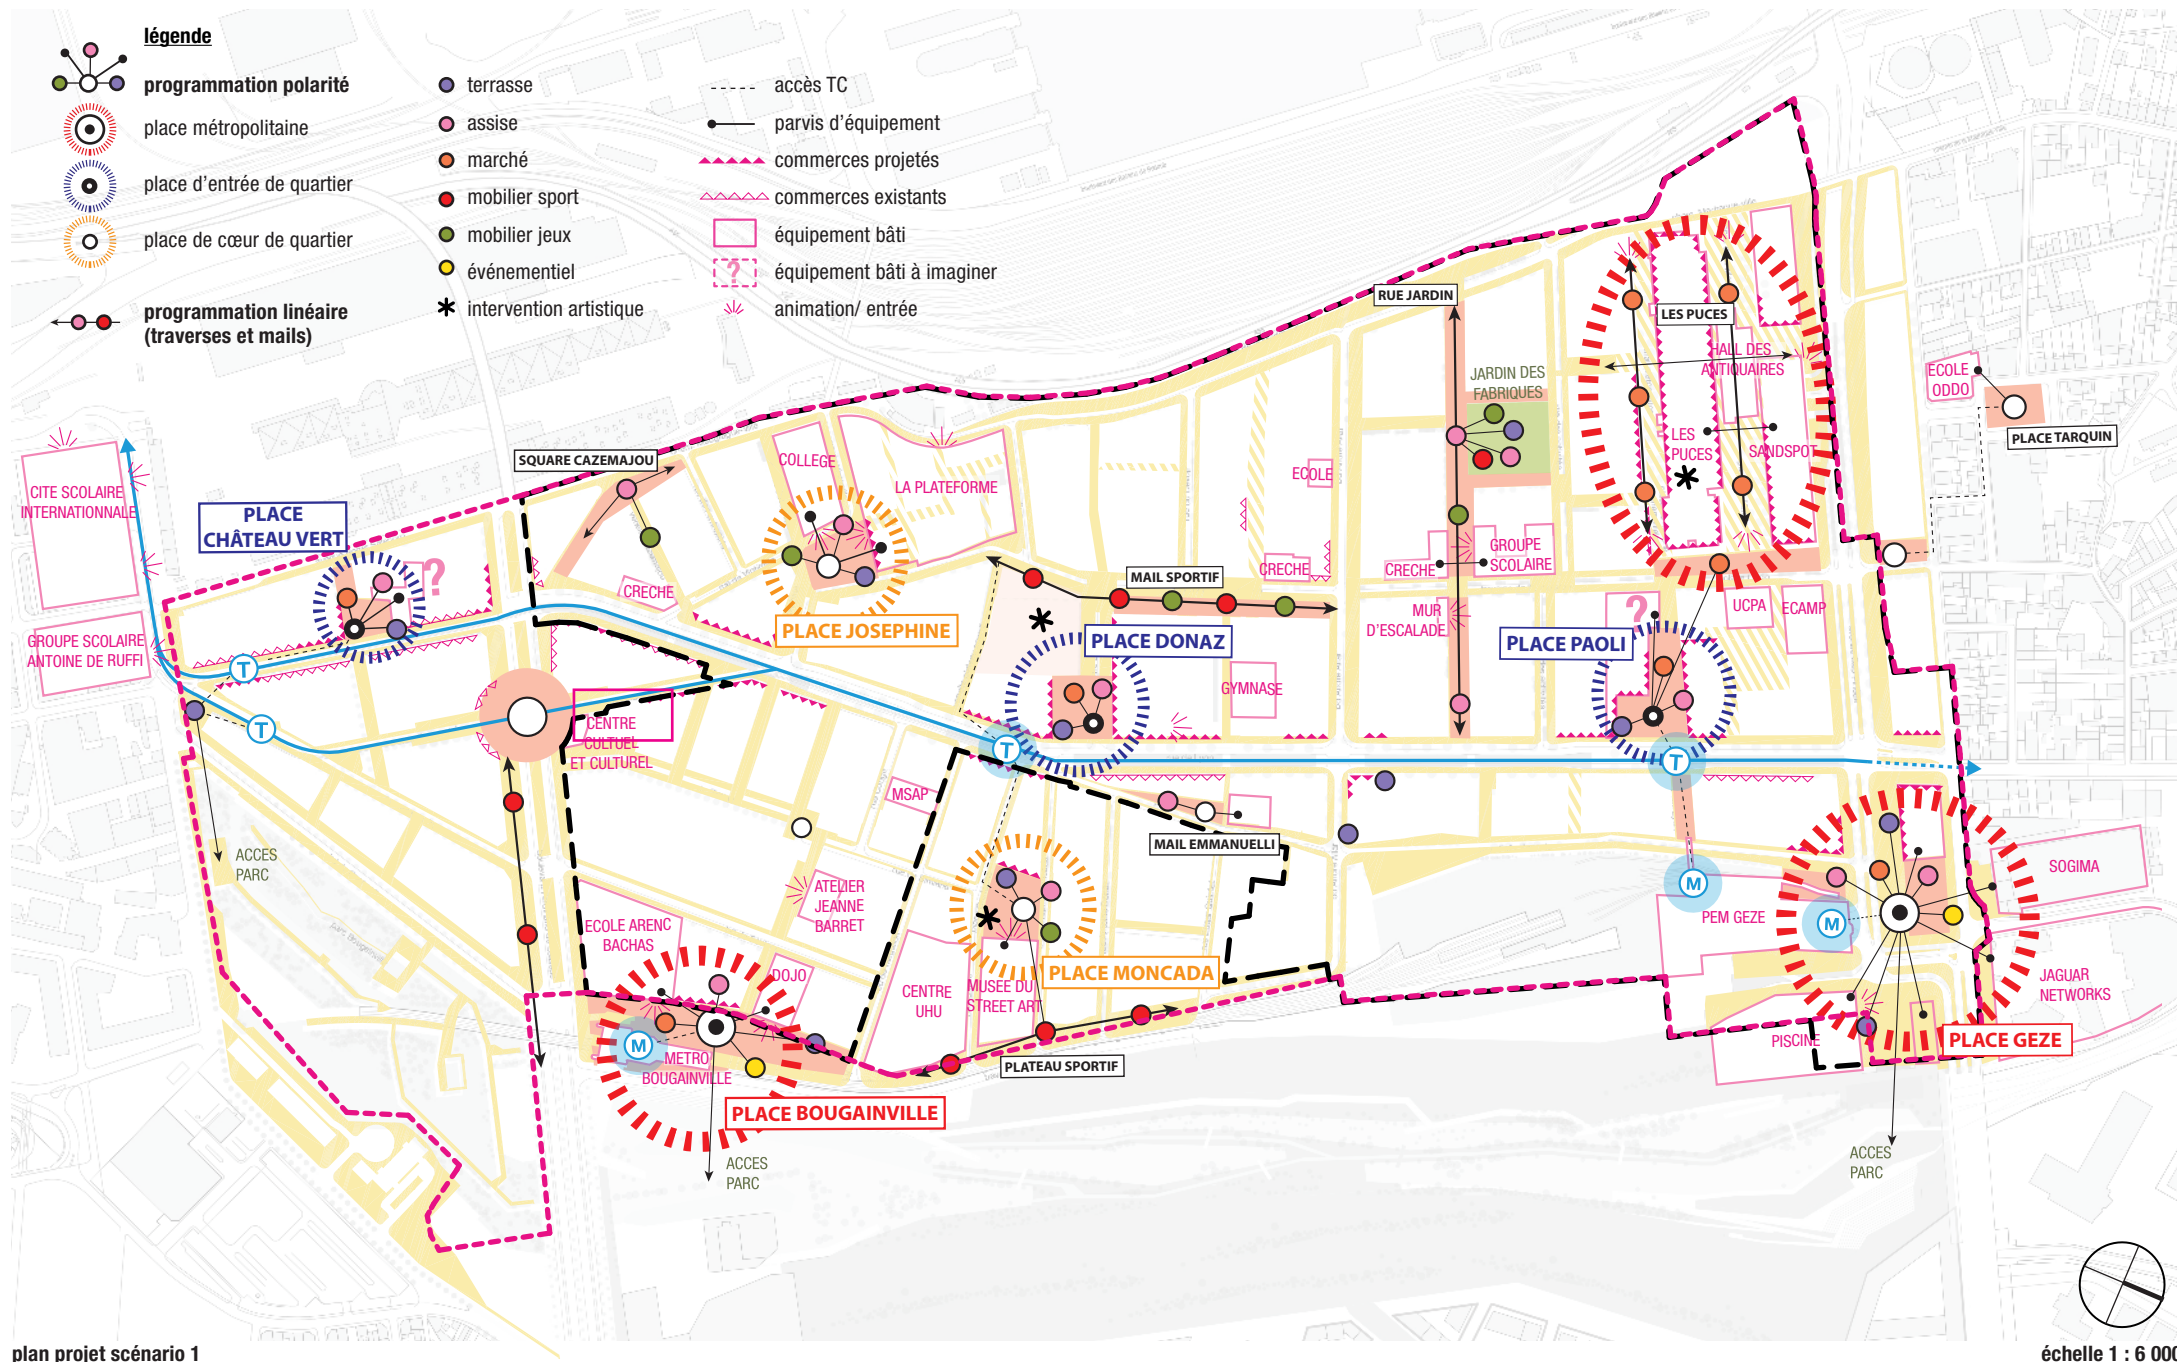 légende
programmation polarité
place métropolitaine
place d'entrée de quartier
place de cœur de quartier
programmation linéaire
(traverses et mails)
terrasse
assise
marché
mobilier sport
mobilier jeux
événementiel
intervention artistique
accès TC
parvis d'équipement
commerces projetés
commerces existants
équipement bâti
?
équipement bâti à imaginer
animation/ entrée
RUE JARDIN
LES PUCES
HALL DES
ANTIQUAIRES
JARDIN DES
FABRIQUES
ECOLE
ODDO
PLACE TARQUIN
LES
PUCES
SANDSPOT
SQUARE CAZEMAJOU
COLLEGE
LA PLATEFORME
ECOLE
CITE SCOLAIRE
INTERNATIONNALE
PLACE
CHÂTEAU VERT
?
GROUPE
SCOLAIRE
CRECHE
CRECHE
CRECHE
MAIL SPORTIF
MUR
D'ESCALADE
?
UCPA
ECAMP
GROUPE SCOLAIRE
ANTOINE DE RUFFI
PLACE JOSEPHINE
PLACE DONAZ
PLACE PAOLI
T
T
GYMNASE
CENTRE
CULTUEL
ET CULTUREL
T
T
MSAP
MAIL EMMANUELLI
ACCES
PARC
ATELIER
JEANNE
BARRET
ECOLE ARENC
BACHAS
M
PEM GEZE
M
SOGIMA
DOJO
PLACE MONCADA
CENTRE
UHU
MUSEE DU
STREET ART
JAGUAR
NETWORKS
M
METRO
BOUGAINVILLE
PLATEAU SPORTIF
PISCINE
PLACE GEZE
PLACE BOUGAINVILLE
ACCES
PARC
ACCES
PARC
plan projet scénario 1
échelle 1 : 6 000